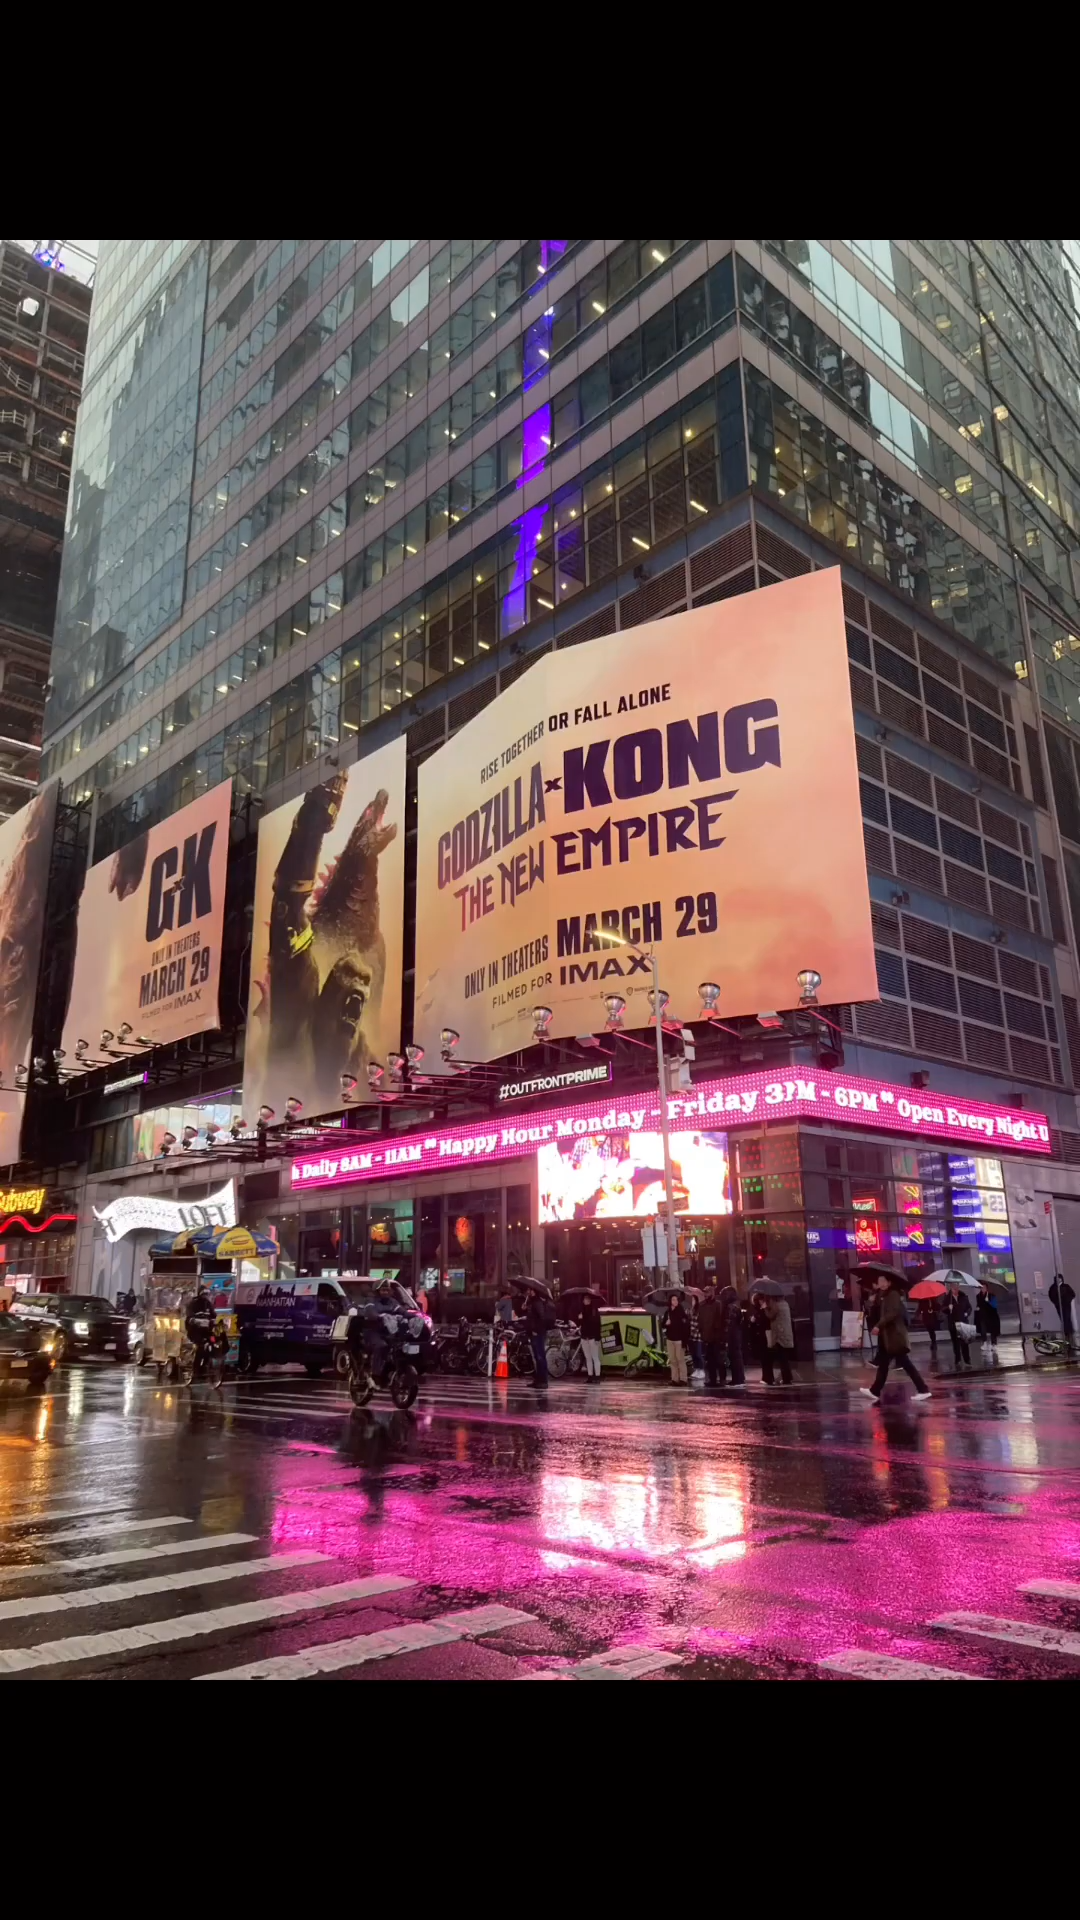 RISE TOGETHER OR FALL ALONE
GODZILLA x KONG
THE NEW EMPIRE
ONLY IN THEATERS MARCH 29
FILMED FOR IMAX
GxK
ONLY IN THEATERS
MARCH 29
FILMED FOR IMAX
#OUTFRONTPRIME
h Daily 8AM - 11AM Happy Hour Monday - Friday 3PM - 6PM Open Every Night U
Subway
LOFT
SABRETT
MANHATTAN